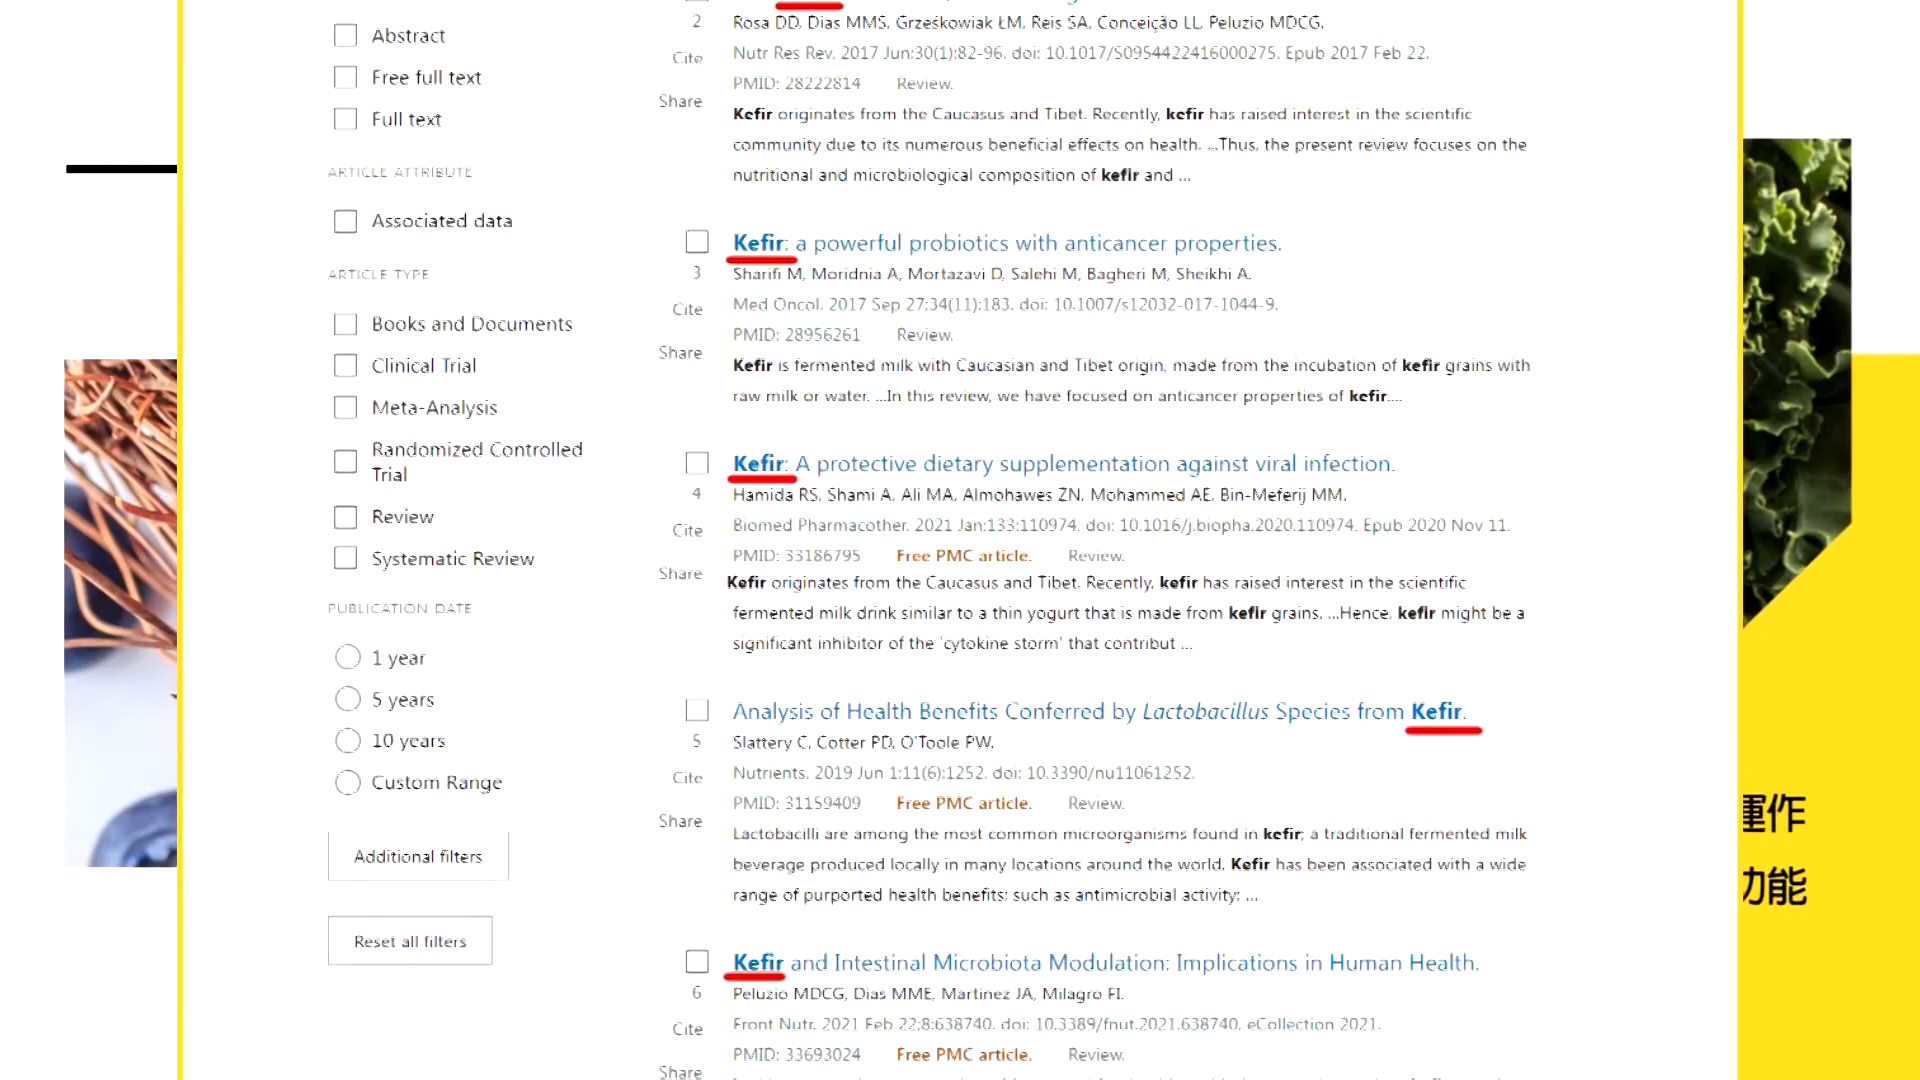 Abstract
Free full text
Full text
ARTICLE ATTRIBUTE
Associated data
ARTICLE TYPE
Books and Documents
Clinical Trial
Meta-Analysis
Randomized Controlled
Trial
Review
Systematic Review
PUBLICATION DATE
1 year
5 years
10 years
Custom Range
Additional filters
Reset all filters
2
Cite
Share
Rosa DD, Dias MMS, Grześkowiak ŁM, Reis SA, Conceição LL, Peluzio MDCG.
Nutr Res Rev. 2017 Jun;30(1):82-96. doi: 10.1017/S0954422416000275. Epub 2017 Feb 22.
PMID: 28222814 Review.
Kefir originates from the Caucasus and Tibet. Recently, kefir has raised interest in the scientific
community due to its numerous beneficial effects on health. ...Thus, the present review focuses on the
nutritional and microbiological composition of kefir and ...
Kefir: a powerful probiotics with anticancer properties.
3
Cite
Share
Sharifi M, Moridnia A, Mortazavi D, Salehi M, Bagheri M, Sheikhi A.
Med Oncol. 2017 Sep 27;34(11):183. doi: 10.1007/s12032-017-1044-9.
PMID: 28956261 Review.
Kefir is fermented milk with Caucasian and Tibet origin, made from the incubation of kefir grains with
raw milk or water. ...In this review, we have focused on anticancer properties of kefir....
Kefir: A protective dietary supplementation against viral infection.
4
Cite
Share
Hamida RS, Shami A, Ali MA, Almohawes ZN, Mohammed AE, Bin-Meferij MM.
Biomed Pharmacother. 2021 Jan;133:110974. doi: 10.1016/j.biopha.2020.110974. Epub 2020 Nov 11.
PMID: 33186795 Free PMC article. Review.
Kefir originates from the Caucasus and Tibet. Recently, kefir has raised interest in the scientific
fermented milk drink similar to a thin yogurt that is made from kefir grains. ...Hence, kefir might be a
significant inhibitor of the 'cytokine storm' that contribut ...
Analysis of Health Benefits Conferred by Lactobacillus Species from Kefir.
5
Cite
Share
Slattery C, Cotter PD, O'Toole PW.
Nutrients. 2019 Jun 1;11(6):1252. doi: 10.3390/nu11061252.
PMID: 31159409 Free PMC article. Review.
Lactobacilli are among the most common microorganisms found in kefir; a traditional fermented milk
beverage produced locally in many locations around the world. Kefir has been associated with a wide
range of purported health benefits; such as antimicrobial activity; ...
Kefir and Intestinal Microbiota Modulation: Implications in Human Health.
6
Cite
Share
Peluzio MDCG, Dias MME, Martinez JA, Milagro FI.
Front Nutr. 2021 Feb 22;8:638740. doi: 10.3389/fnut.2021.638740. eCollection 2021.
PMID: 33693024 Free PMC article. Review.
運作
功能